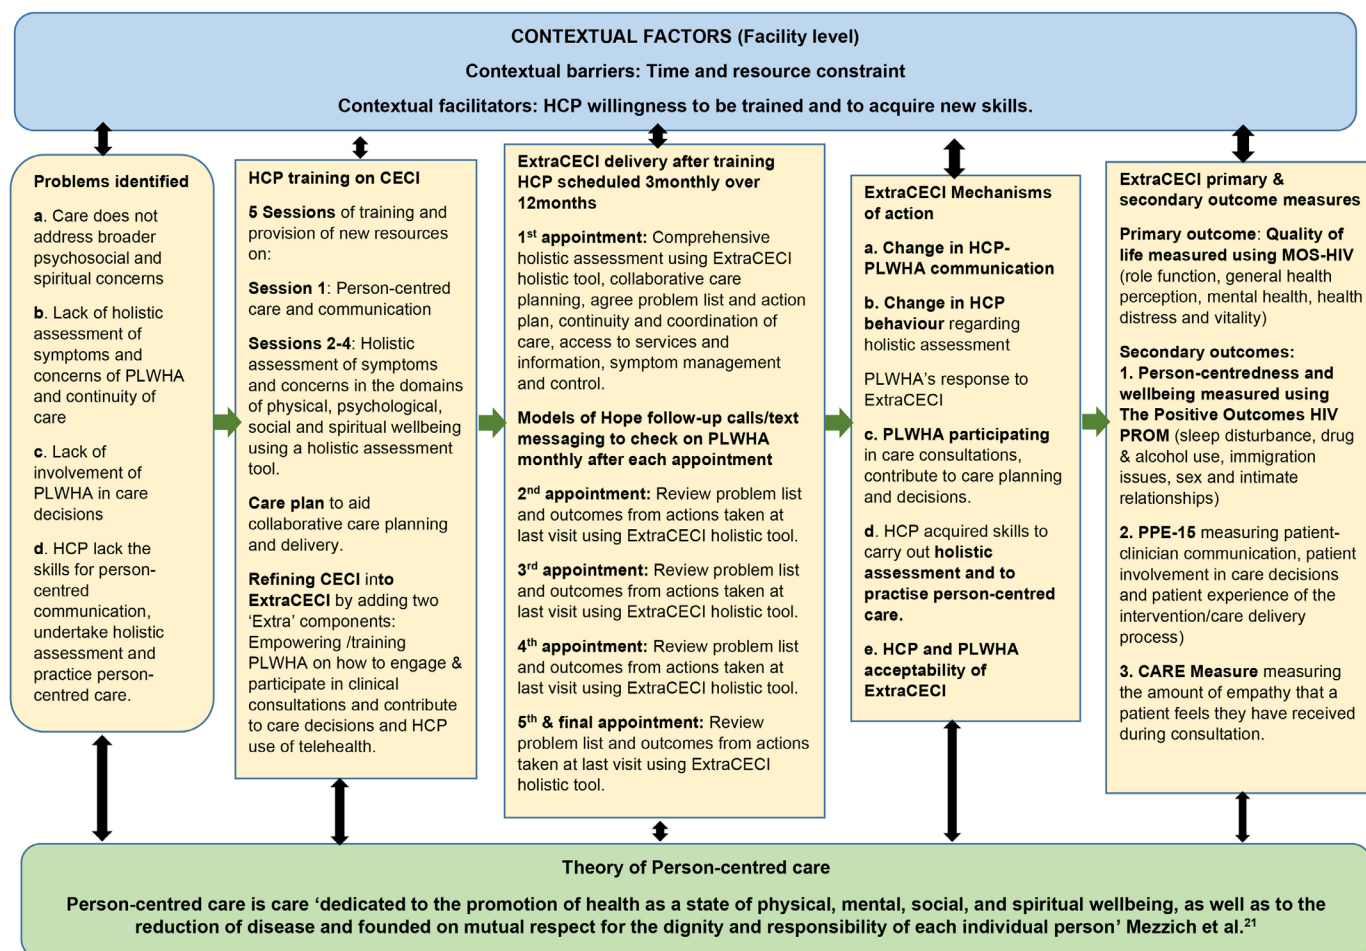 CONTEXTUAL FACTORS (Facility level)
Contextual barriers: Time and resource constraint
Contextual facilitators: HCP willingness to be trained and to acquire new skills.
Problems identified
a. Care does not
address broader
psychosocial and
spiritual concerns
b. Lack of holistic
assessment of
symptoms and
concerns of PLWHA
and continuity of
care
c. Lack of
involvement of
PLWHA in care
decisions
d. HCP lack the
skills for person-
centred
communication,
undertake holistic
assessment and
practice person-
centred care.
HCP training on CECI
5 Sessions of training and
provision of new resources
on:
Session 1: Person-centred
care and communication
Sessions 2-4: Holistic
assessment of symptoms
and concerns in the domains
of physical, psychological,
social and spiritual wellbeing
using a holistic assessment
tool.
Care plan to aid
collaborative care planning
and delivery.
Refining CECI into
ExtraCECI by adding two
‘Extra’ components:
Empowering /training
PLWHA on how to engage &
participate in clinical
consultations and contribute
to care decisions and HCP
use of telehealth.
ExtraCECI delivery after training
HCP scheduled 3monthly over
12months
1st appointment: Comprehensive
holistic assessment using ExtraCECI
holistic tool, collaborative care
planning, agree problem list and action
plan, continuity and coordination of
care, access to services and
information, symptom management
and control.
Models of Hope follow-up calls/text
messaging to check on PLWHA
monthly after each appointment
2nd appointment: Review problem list
and outcomes from actions taken at
last visit using ExtraCECI holistic tool.
3rd appointment: Review problem list
and outcomes from actions taken at
last visit using ExtraCECI holistic tool.
4th appointment: Review problem list
and outcomes from actions taken at
last visit using ExtraCECI holistic tool.
5th & final appointment: Review
problem list and outcomes from actions
taken at last visit using ExtraCECI
holistic tool.
ExtraCECI Mechanisms
of action
a. Change in HCP-
PLWHA communication
b. Change in HCP
behaviour regarding
holistic assessment
PLWHA’s response to
ExtraCECI
c. PLWHA participating
in care consultations,
contribute to care planning
and decisions.
d. HCP acquired skills to
carry out holistic
assessment and to
practise person-centred
care.
e. HCP and PLWHA
acceptability of
ExtraCECI
ExtraCECI primary &
secondary outcome measures
Primary outcome: Quality of
life measured using MOS-HIV
(role function, general health
perception, mental health, health
distress and vitality)
Secondary outcomes:
1. Person-centredness and
wellbeing measured using
The Positive Outcomes HIV
PROM (sleep disturbance, drug
& alcohol use, immigration
issues, sex and intimate
relationships)
2. PPE-15 measuring patient-
clinician communication, patient
involvement in care decisions
and patient experience of the
intervention/care delivery
process)
3. CARE Measure measuring
the amount of empathy that a
patient feels they have received
during consultation.
Theory of Person-centred care
Person-centred care is care ‘dedicated to the promotion of health as a state of physical, mental, social, and spiritual wellbeing, as well as to the
reduction of disease and founded on mutual respect for the dignity and responsibility of each individual person’ Mezzich et al.21